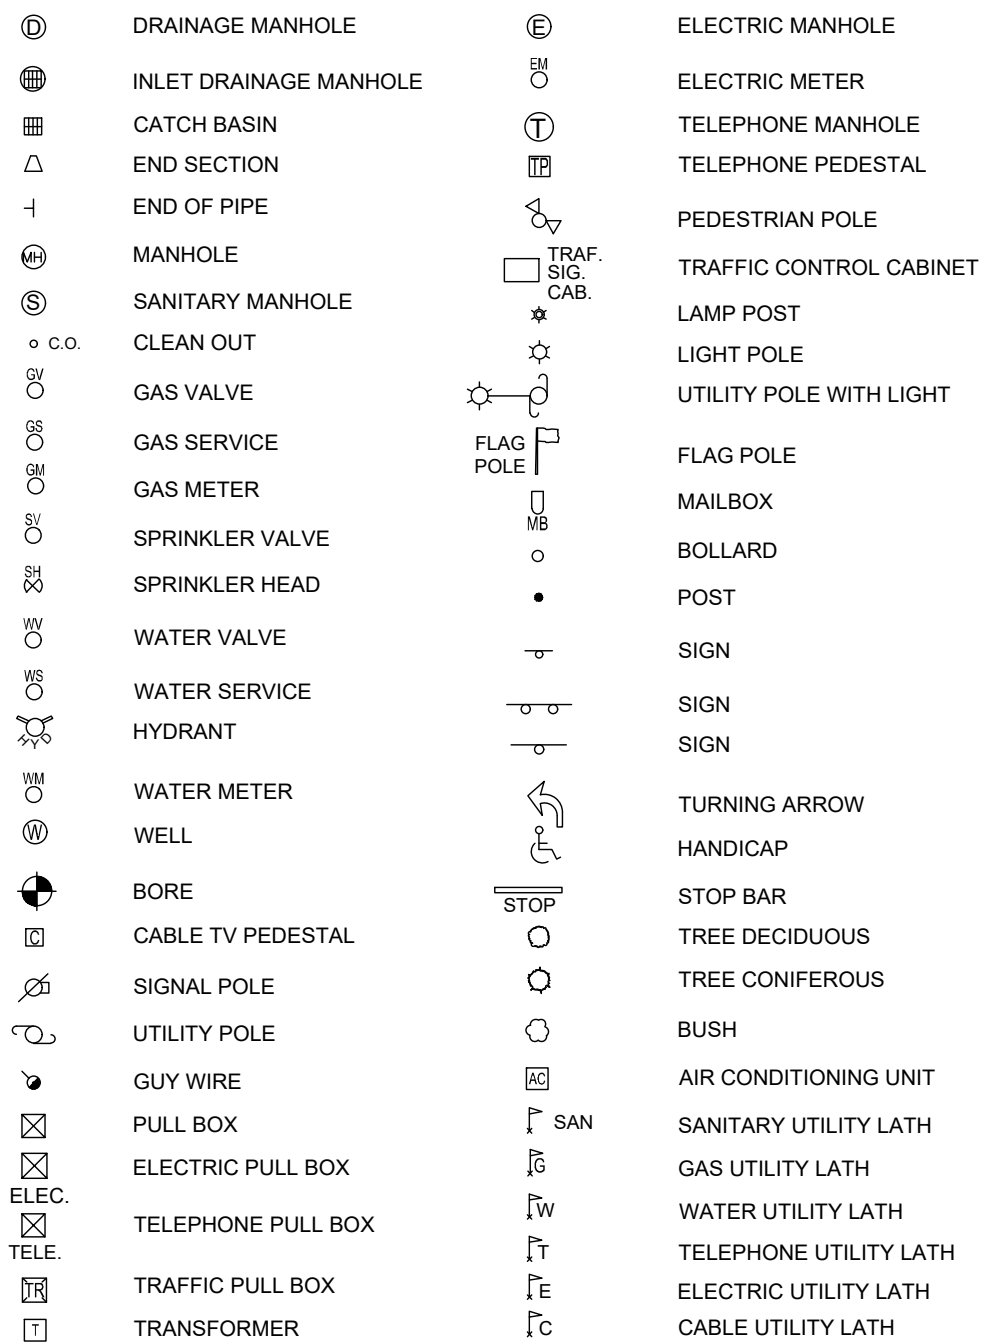 D DRAINAGE MANHOLE
INLET DRAINAGE MANHOLE
CATCH BASIN
END SECTION
END OF PIPE
MH MANHOLE
S SANITARY MANHOLE
C.O. CLEAN OUT
GV
GAS VALVE
GS
GAS SERVICE
GM
GAS METER
SV
SPRINKLER VALVE
SH
SPRINKLER HEAD
WV
WATER VALVE
WS
WATER SERVICE
HYDRANT
HYD
WM
WATER METER
W WELL
BORE
C CABLE TV PEDESTAL
SIGNAL POLE
UTILITY POLE
GUY WIRE
PULL BOX
ELECTRIC PULL BOX
ELEC.
TELEPHONE PULL BOX
TELE.
TR TRAFFIC PULL BOX
T TRANSFORMER
E ELECTRIC MANHOLE
EM
ELECTRIC METER
T TELEPHONE MANHOLE
TP TELEPHONE PEDESTAL
PEDESTRIAN POLE
TRAF.
SIG. TRAFFIC CONTROL CABINET
CAB.
LAMP POST
LIGHT POLE
UTILITY POLE WITH LIGHT
FLAG
POLE FLAG POLE
MAILBOX
MB
BOLLARD
POST
SIGN
SIGN
SIGN
TURNING ARROW
HANDICAP
STOP BAR
STOP
TREE DECIDUOUS
TREE CONIFEROUS
BUSH
AC AIR CONDITIONING UNIT
SAN SANITARY UTILITY LATH
G GAS UTILITY LATH
W WATER UTILITY LATH
T TELEPHONE UTILITY LATH
E ELECTRIC UTILITY LATH
C CABLE UTILITY LATH